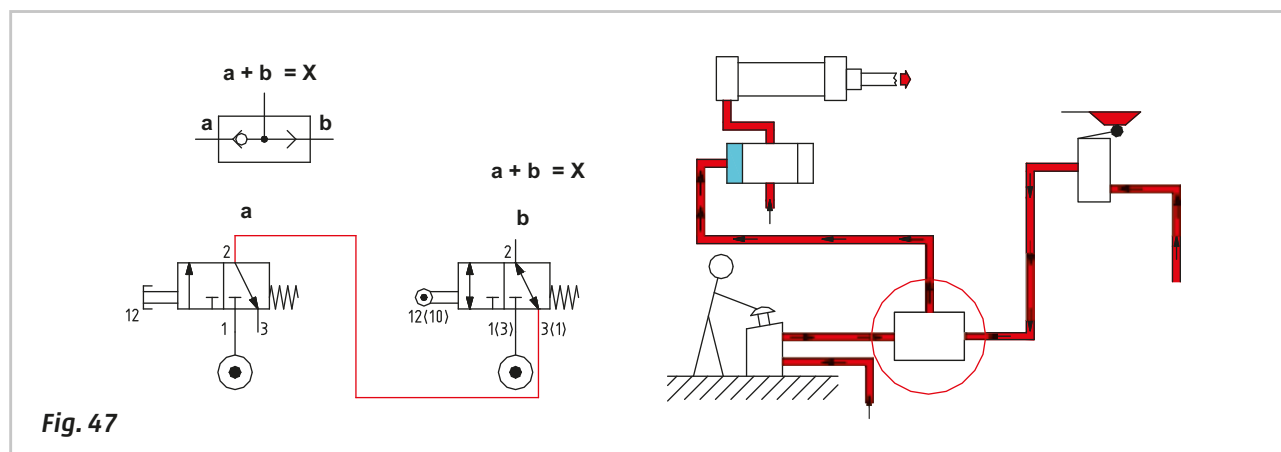 a + b = X
a b
a + b = X
a
b
2
2
12
1
3
12(10)
1(3)
3(1)
Fig. 47